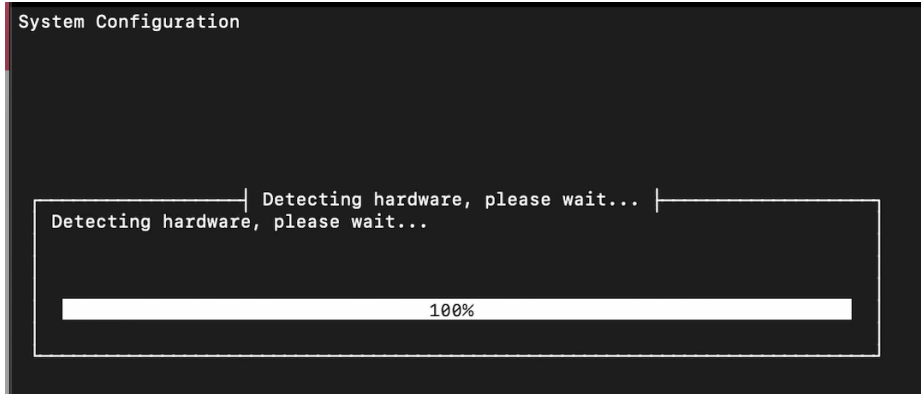 System Configuration
Detecting hardware, please wait...
Detecting hardware, please wait...
100%